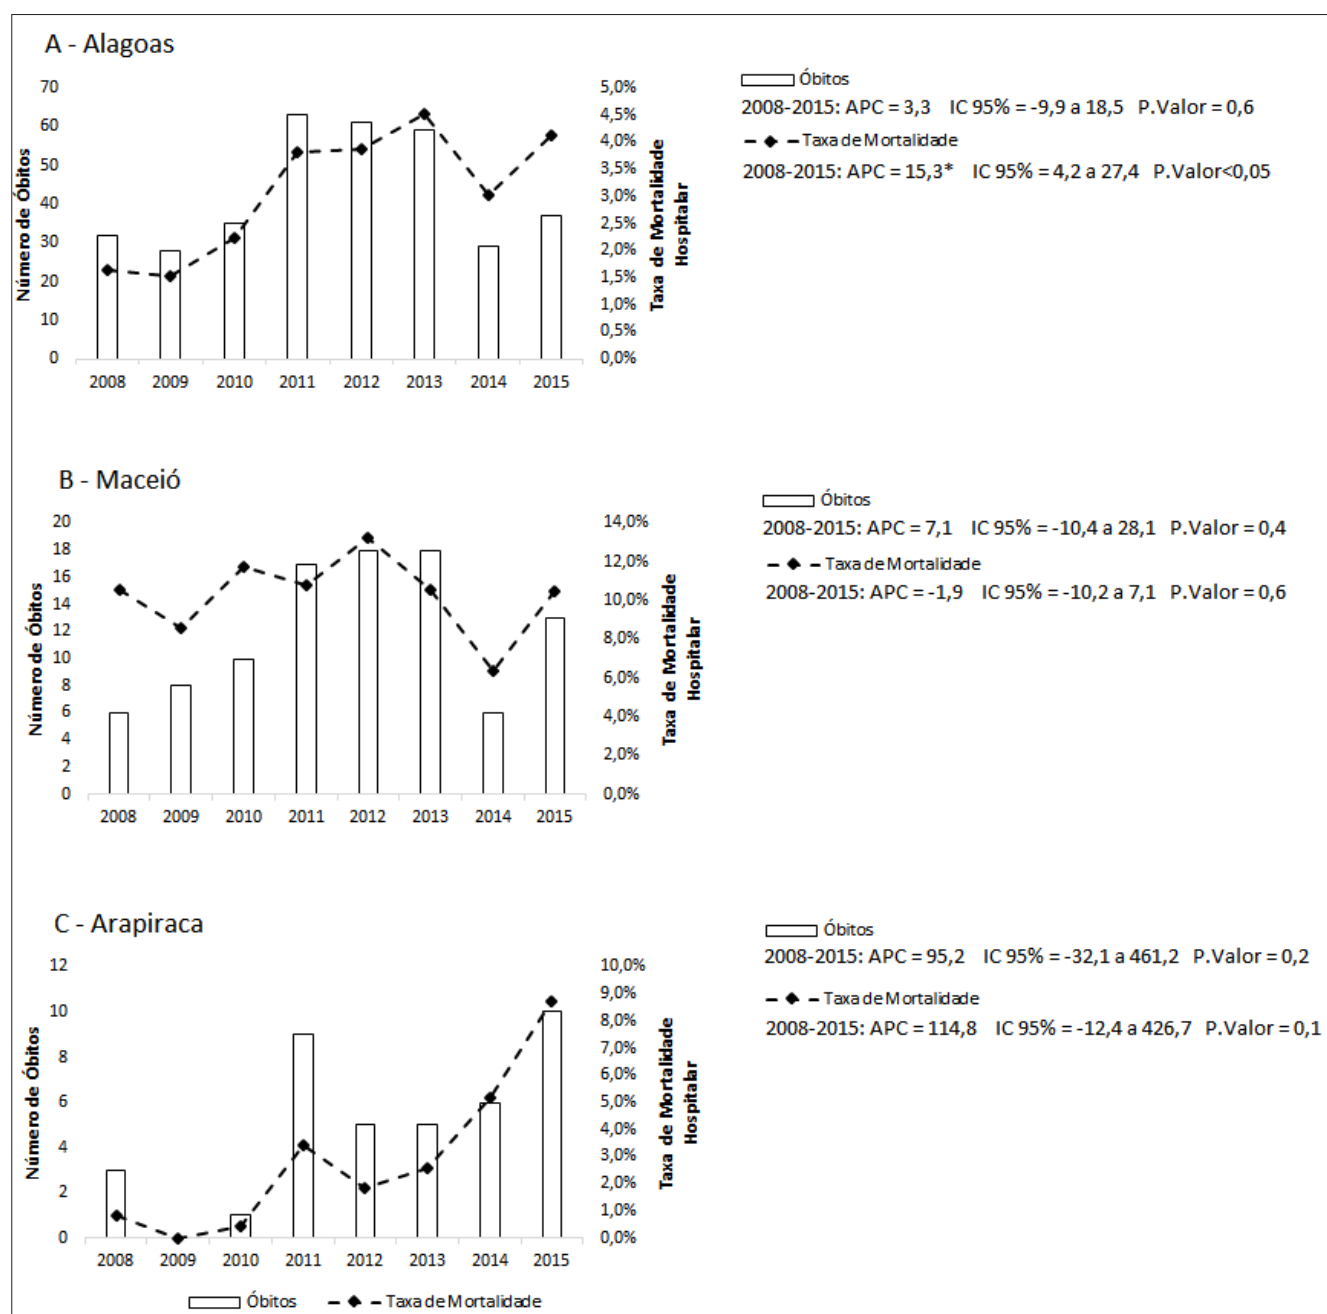 A - Alagoas
Número de Óbitos
70
60
50
40
30
20
10
0
5,0%
4,5%
4,0%
3,5%
3,0%
2,5%
2,0%
1,5%
1,0%
0,5%
0,0%
Taxa de Mortalidade
Hospitalar
2008 2009 2010 2011 2012 2013 2014 2015
Óbitos
2008-2015: APC = 3,3 IC 95% = -9,9 a 18,5 P.Valor = 0,6
Taxa de Mortalidade
2008-2015: APC = 15,3* IC 95% = 4,2 a 27,4 P.Valor<0,05
B - Maceió
Número de Óbitos
20
18
16
14
12
10
8
6
4
2
0
14,0%
12,0%
10,0%
8,0%
6,0%
4,0%
2,0%
0,0%
Taxa de Mortalidade
Hospitalar
2008 2009 2010 2011 2012 2013 2014 2015
Óbitos
2008-2015: APC = 7,1 IC 95% = -10,4 a 28,1 P.Valor = 0,4
Taxa de Mortalidade
2008-2015: APC = -1,9 IC 95% = -10,2 a 7,1 P.Valor = 0,6
C - Arapiraca
Número de Óbitos
12
10
8
6
4
2
0
10,0%
9,0%
8,0%
7,0%
6,0%
5,0%
4,0%
3,0%
2,0%
1,0%
0,0%
Taxa de Mortalidade
Hospitalar
2008 2009 2010 2011 2012 2013 2014 2015
Óbitos
2008-2015: APC = 95,2 IC 95% = -32,1 a 461,2 P.Valor = 0,2
Taxa de Mortalidade
2008-2015: APC = 114,8 IC 95% = -12,4 a 426,7 P.Valor = 0,1
Óbitos Taxa de Mortalidade